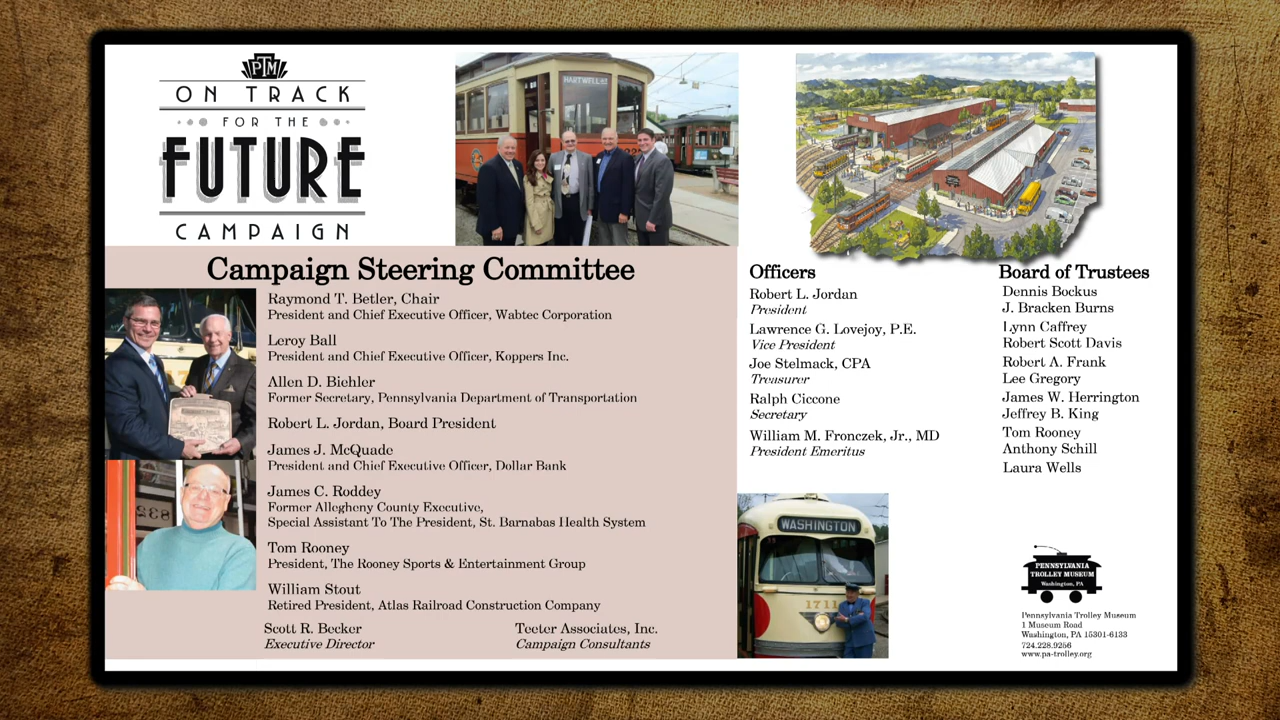 PTM
ON TRACK
FOR THE
FUTURE
CAMPAIGN
HARTWELL
Campaign Steering Committee
Raymond T. Betler, Chair
President and Chief Executive Officer, Wabtec Corporation
Leroy Ball
President and Chief Executive Officer, Koppers Inc.
Allen D. Biehler
Former Secretary, Pennsylvania Department of Transportation
Robert L. Jordan, Board President
James J. McQuade
President and Chief Executive Officer, Dollar Bank
James C. Roddey
Former Allegheny County Executive,
Special Assistant To The President, St. Barnabas Health System
Tom Rooney
President, The Rooney Sports & Entertainment Group
William Stout
Retired President, Atlas Railroad Construction Company
Scott R. Becker
Executive Director
Teeter Associates, Inc.
Campaign Consultants
Officers
Robert L. Jordan
President
Lawrence G. Lovejoy, P.E.
Vice President
Joe Stelmack, CPA
Treasurer
Ralph Ciccone
Secretary
William M. Fronczek, Jr., MD
President Emeritus
WASHINGTON
1711
Board of Trustees
Dennis Bockus
J. Bracken Burns
Lynn Caffrey
Robert Scott Davis
Robert A. Frank
Lee Gregory
James W. Herrington
Jeffrey B. King
Tom Rooney
Anthony Schill
Laura Wells
PENNSYLVANIA
TROLLEY MUSEUM
Washington, PA
Pennsylvania Trolley Museum
1 Museum Road
Washington, PA 15301-6133
724.228.9256
www.pa-trolley.org